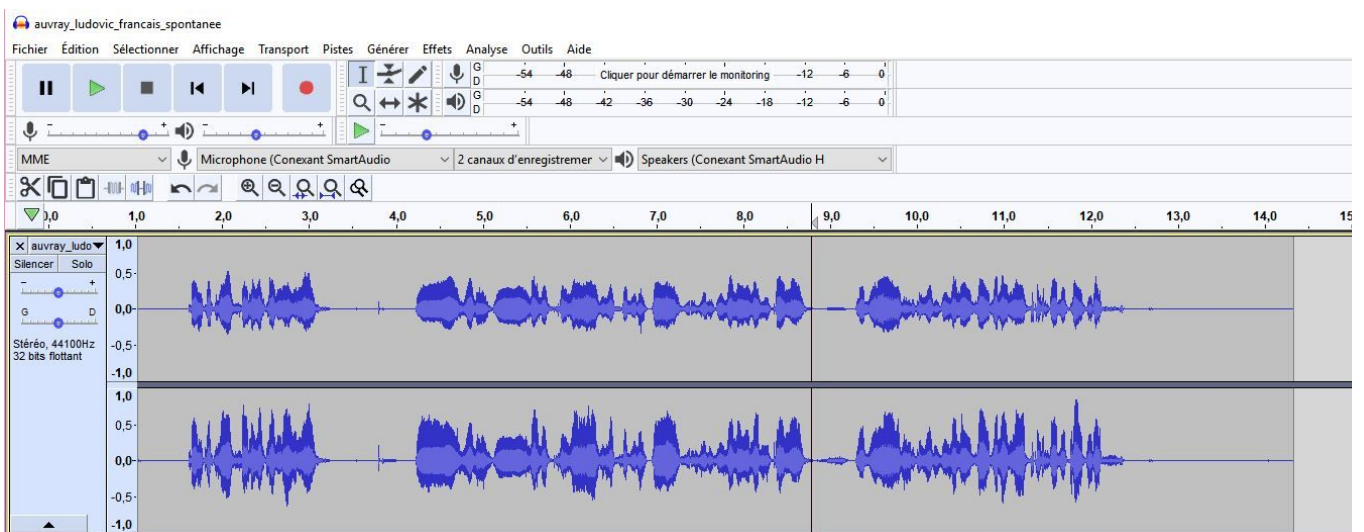 auvray_ludovic_francais_spontanee
Fichier Édition Sélectionner Affichage Transport Pistes Générer Effets Analyse Outils Aide
G
D
-54 -48 Cliquer pour démarrer le monitoring -12 -6 0
G
D
-54 -48 -42 -36 -30 -24 -18 -12 -6 0
- + - +
- +
MME Microphone (Conexant SmartAudio 2 canaux d'enregistremer Speakers (Conexant SmartAudio H
0,0 1,0 2,0 3,0 4,0 5,0 6,0 7,0 8,0 9,0 10,0 11,0 12,0 13,0 14,0 15
× auvray_ludo 1,0
Silencer Solo
0,5
- +
G D
0,0
Stéréo, 44100Hz
32 bits flottant
-0,5
-1,0
1,0
0,5
0,0
-0,5
-1,0